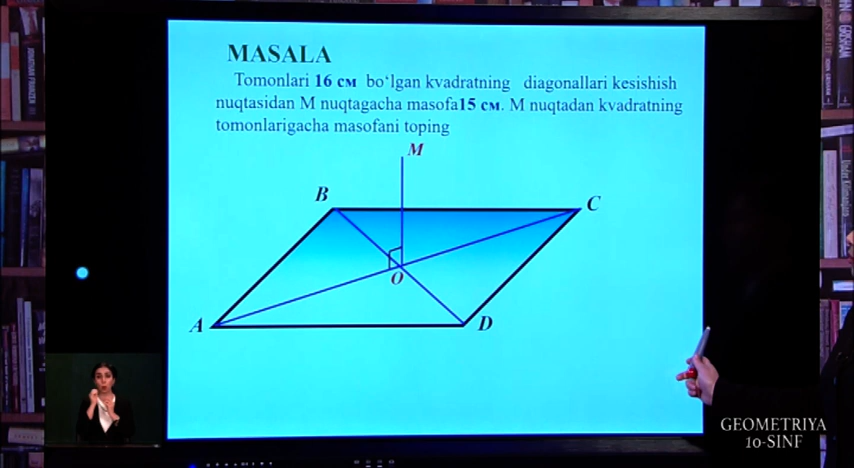 MASALA
Tomonlari 16 см bo‘lgan kvadratning diagonallari kesishish
nuqtasidan M nuqtagacha masofa15 см. M nuqtadan kvadratning
tomonlarigacha masofani toping
M
B
C
O
A
D
GEOMETRIYA
10-SINF